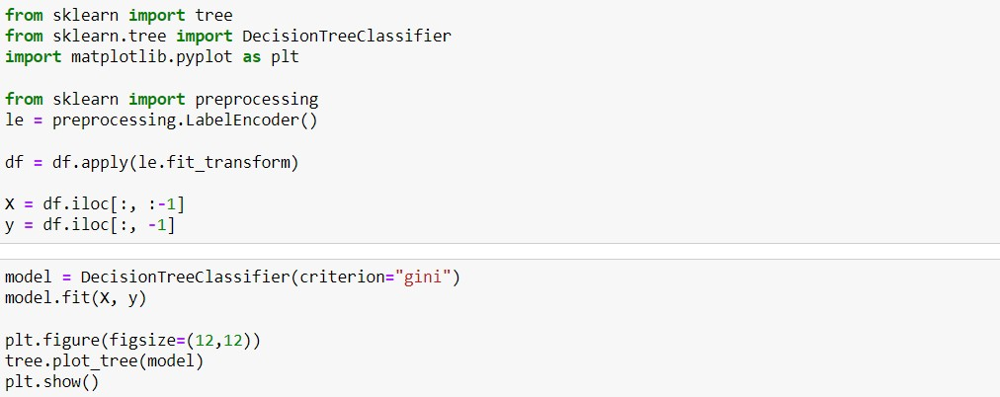 from sklearn import tree
from sklearn.tree import DecisionTreeClassifier
import matplotlib.pyplot as plt
from sklearn import preprocessing
le = preprocessing.LabelEncoder()
df = df.apply(le.fit_transform)
X = df.iloc[:, :-1]
y = df.iloc[:, -1]
model = DecisionTreeClassifier(criterion="gini")
model.fit(X, y)
plt.figure(figsize=(12,12))
tree.plot_tree(model)
plt.show()